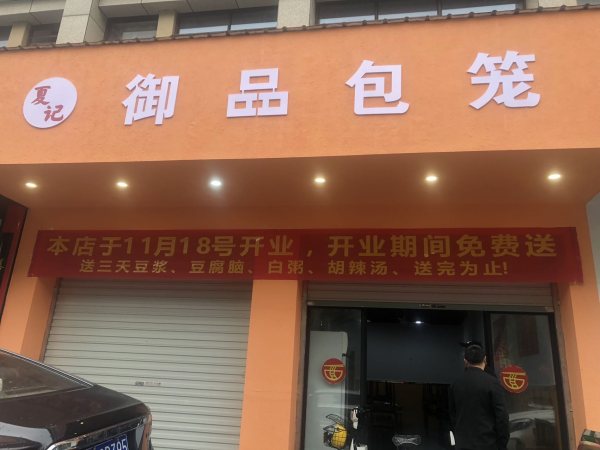 夏记
御品包笼
本店于11月18号开业，开业期间免费送
送三天豆浆、豆腐脑、白粥、胡辣汤、送完为止!